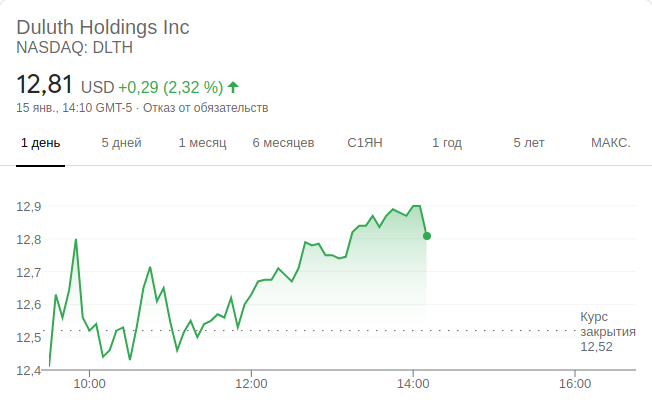 Duluth Holdings Inc
NASDAQ: DLTH
12,81 USD +0,29 (2,32 %)
15 янв., 14:10 GMT-5 · Отказ от обязательств
1 день 5 дней 1 месяц 6 месяцев С1ЯН 1 год 5 лет МАКС.
12,9
12,8
12,7
12,6
12,5
12,4
Курс
закрытия
12,52
10:00 12:00 14:00 16:00